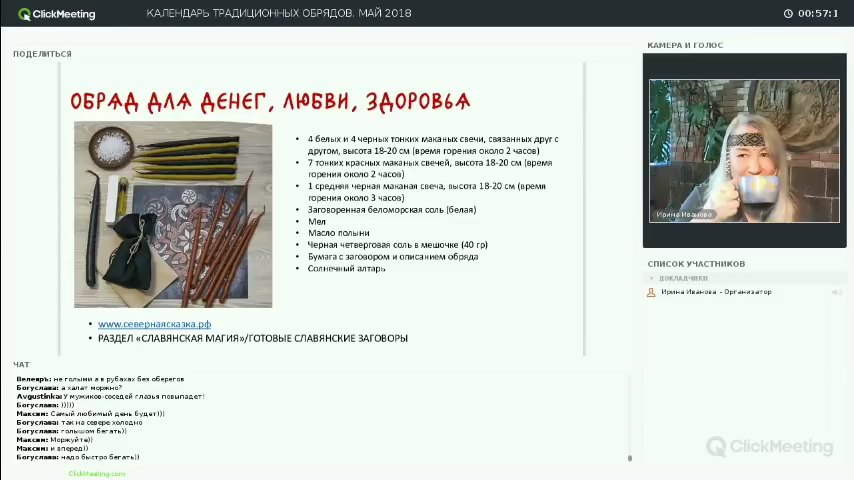 ClickMeeting
КАЛЕНДАРЬ ТРАДИЦИОННЫХ ОБРЯДОВ. МАЙ 2018
00:57:1
ПОДЕЛИТЬСЯ
ОБРЯД ДЛЯ ДЕНЕГ, ЛЮБВИ, ЗДОРОВЬЯ
• 4 белых и 4 черных тонких маканых свечи, связанных друг с
другом, высота 18-20 см (время горения около 2 часов)
• 7 тонких красных маканых свечей, высота 18-20 см (время
горения около 2 часов)
• 1 средняя черная маканая свеча, высота 18-20 см (время
горения около 3 часов)
• Заговоренная беломорская соль (белая)
• Мел
• Масло полыни
• Черная четверговая соль в мешочке (40 гр)
• Бумага с заговором и описанием обряда
• Солнечный алтарь
• www.севернаясказка.рф
• РАЗДЕЛ «СЛАВЯНСКАЯ МАГИЯ»/ГОТОВЫЕ СЛАВЯНСКИЕ ЗАГОВОРЫ
ЧАТ
Велеяръ: не голыми а в рубахах без оберегов
Богуслава: а халат моржно?
Avgustinka: У мужиков-соседей глазья повыпадет!
Богуслава: )))))
Максим: Самый любимый день будет)))
Богуслава: так на севере холодно
Богуслава: голышом бегать))
Максим: Моржуйте))
Максим: и вперед))
Богуслава: надо быстро бегать))
ClickMeeting.com
КАМЕРА И ГОЛОС
Ирина Иванова
СПИСОК УЧАСТНИКОВ
ДОКЛАДЧИКИ
Ирина Иванова - Организатор
ClickMeeting